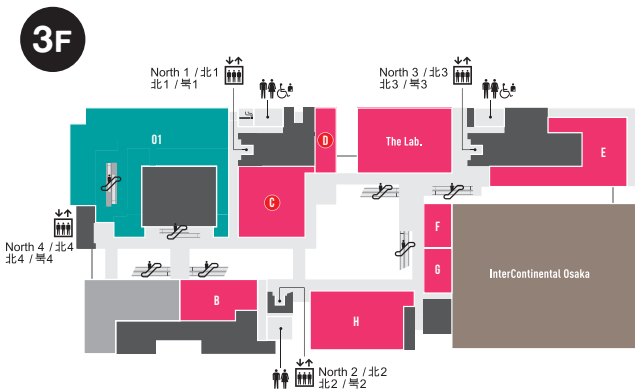 3F
North 1 / 北1
北1 / 북1
North 3 / 北3
北3 / 북3
01
D
The Lab.
E
C
North 4 / 北4
北4 / 북4
F
G
InterContinental Osaka
B
H
North 2 / 北2
北2 / 북2